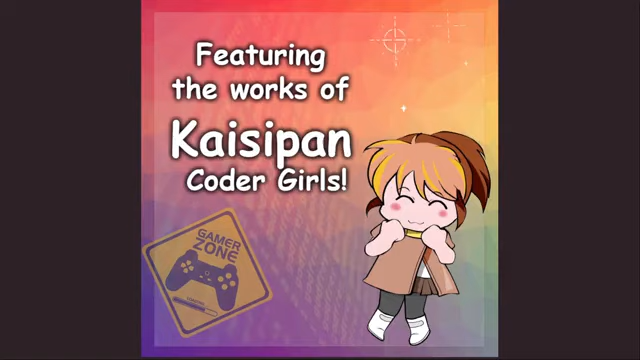 Featuring
the works of
Kaisipan
Coder Girls!
GAMER
ZONE